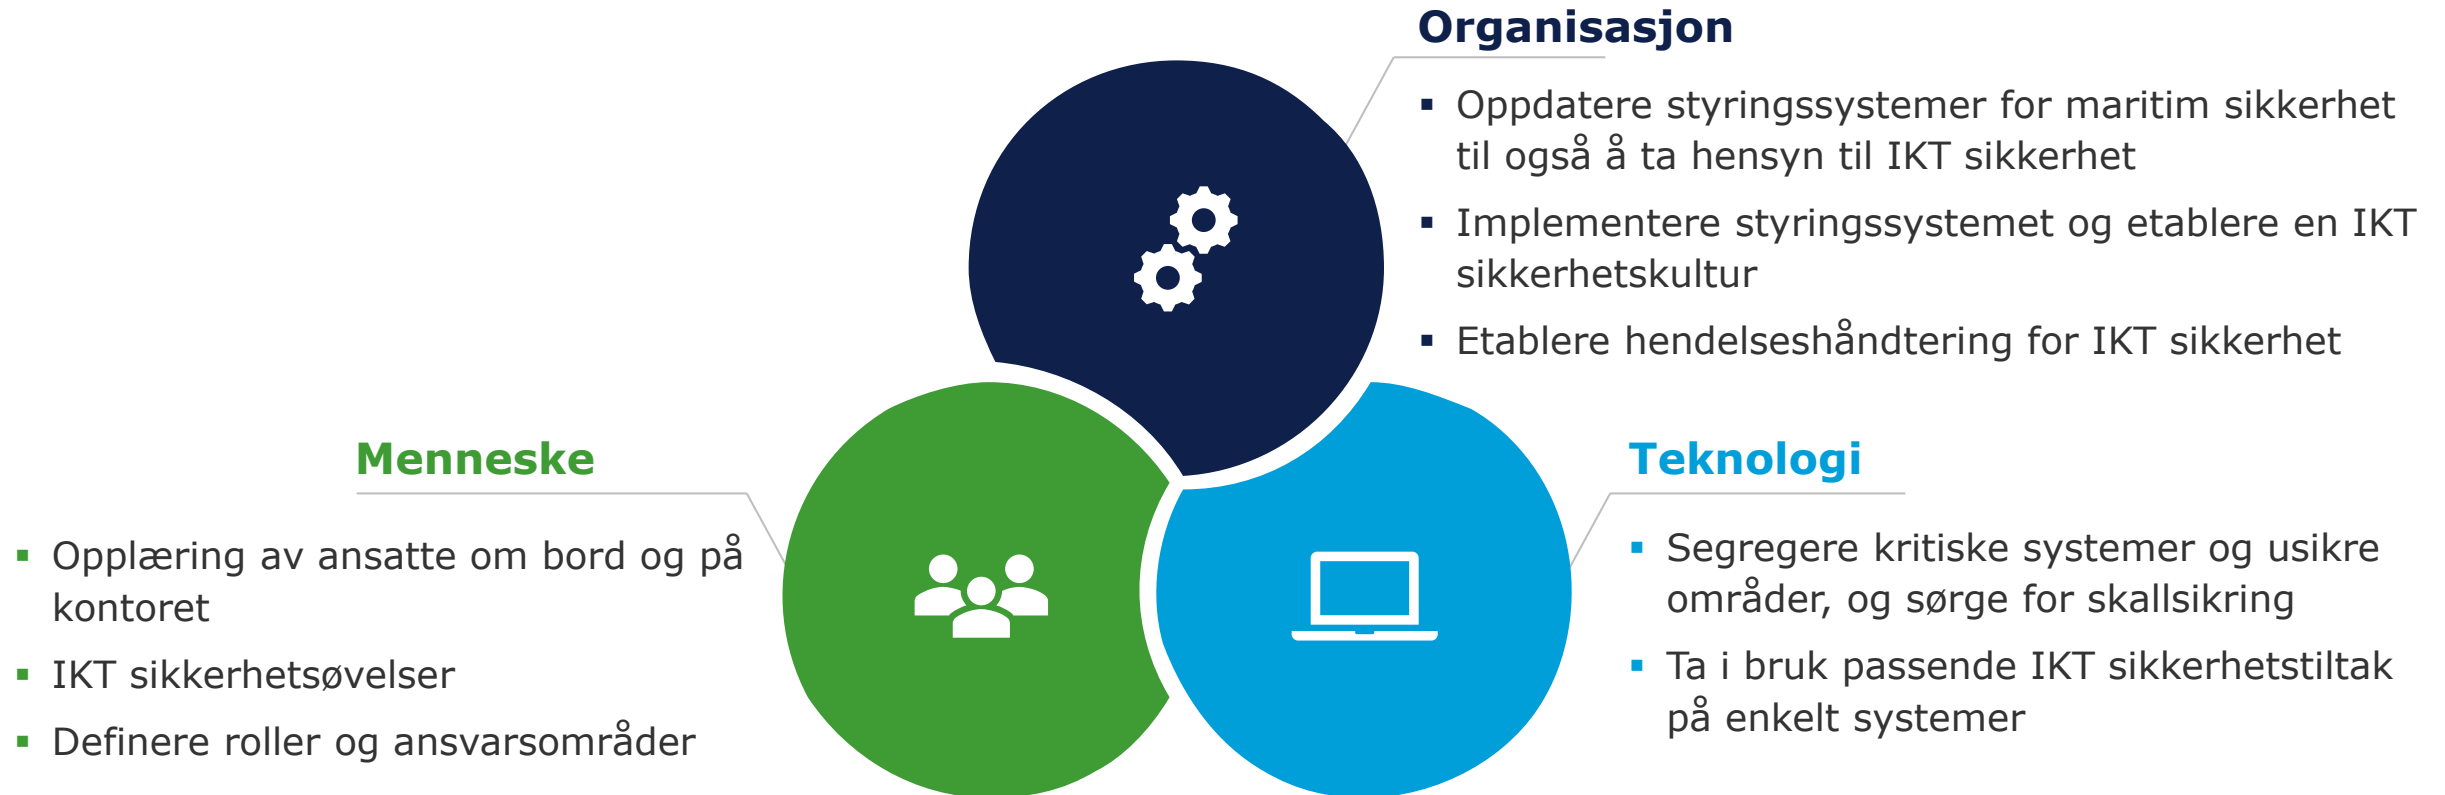 Organisasjon
▪ Oppdatere styringssystemer for maritim sikkerhet
til også å ta hensyn til IKT sikkerhet
▪ Implementere styringssystemet og etablere en IKT
sikkerhetskultur
▪ Etablere hendelseshåndtering for IKT sikkerhet
Menneske
▪ Opplæring av ansatte om bord og på
kontoret
▪ IKT sikkerhetsøvelser
▪ Definere roller og ansvarsområder
Teknologi
▪ Segregere kritiske systemer og usikre
områder, og sørge for skallsikring
▪ Ta i bruk passende IKT sikkerhetstiltak
på enkelt systemer